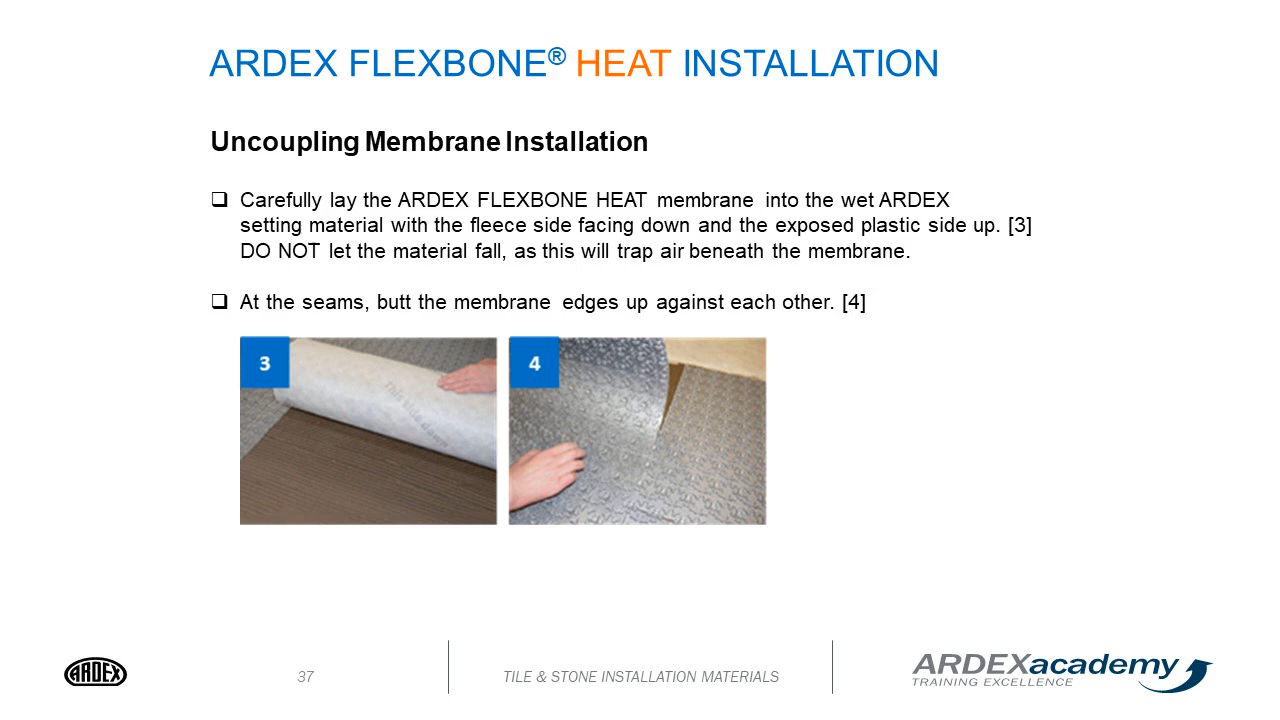 ARDEX FLEXBONE® HEAT INSTALLATION
Uncoupling Membrane Installation
Carefully lay the ARDEX FLEXBONE HEAT membrane into the wet ARDEX
setting material with the fleece side facing down and the exposed plastic side up. [3]
DO NOT let the material fall, as this will trap air beneath the membrane.
At the seams, butt the membrane edges up against each other. [4]
3
4
This side down
ARDEX
37
TILE & STONE INSTALLATION MATERIALS
ARDEXacademy
TRAINING EXCELLENCE